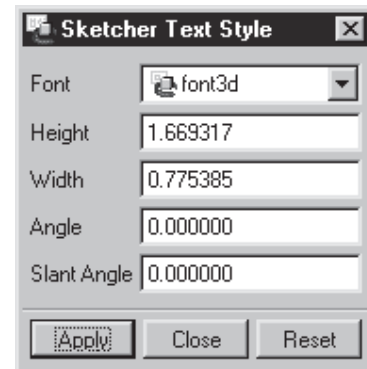 Sketcher Text Style
Font font3d
Height 1.669317
Width 0.775385
Angle 0.000000
Slant Angle 0.000000
Apply Close Reset